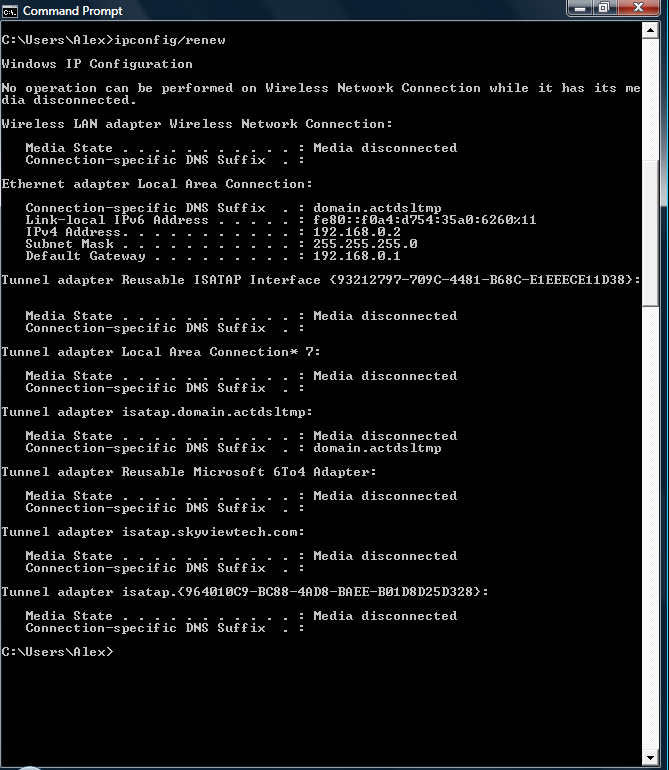 Command Prompt
C:\Users\Alex>ipconfig/renew
Windows IP Configuration
No operation can be performed on Wireless Network Connection while it has its me
dia disconnected.
Wireless LAN adapter Wireless Network Connection:
   Media State . . . . . . . . . . . : Media disconnected
   Connection-specific DNS Suffix  . :
Ethernet adapter Local Area Connection:
   Connection-specific DNS Suffix  . : domain.actdsltmp
   Link-local IPv6 Address . . . . . : fe80::f0a4:d754:35a0:6260%11
   IPv4 Address. . . . . . . . . . . : 192.168.0.2
   Subnet Mask . . . . . . . . . . . : 255.255.255.0
   Default Gateway . . . . . . . . . : 192.168.0.1
Tunnel adapter Reusable ISATAP Interface {93212797-709C-4481-B68C-E1EEECE11D38}:
   Media State . . . . . . . . . . . : Media disconnected
   Connection-specific DNS Suffix  . :
Tunnel adapter Local Area Connection* 7:
   Media State . . . . . . . . . . . : Media disconnected
   Connection-specific DNS Suffix  . :
Tunnel adapter isatap.domain.actdsltmp:
   Media State . . . . . . . . . . . : Media disconnected
   Connection-specific DNS Suffix  . : domain.actdsltmp
Tunnel adapter Reusable Microsoft 6To4 Adapter:
   Media State . . . . . . . . . . . : Media disconnected
   Connection-specific DNS Suffix  . :
Tunnel adapter isatap.skyviewtech.com:
   Media State . . . . . . . . . . . : Media disconnected
   Connection-specific DNS Suffix  . :
Tunnel adapter isatap.{964010C9-BC88-4AD8-BAEE-B01D8D25D328}:
   Media State . . . . . . . . . . . : Media disconnected
   Connection-specific DNS Suffix  . :
C:\Users\Alex>